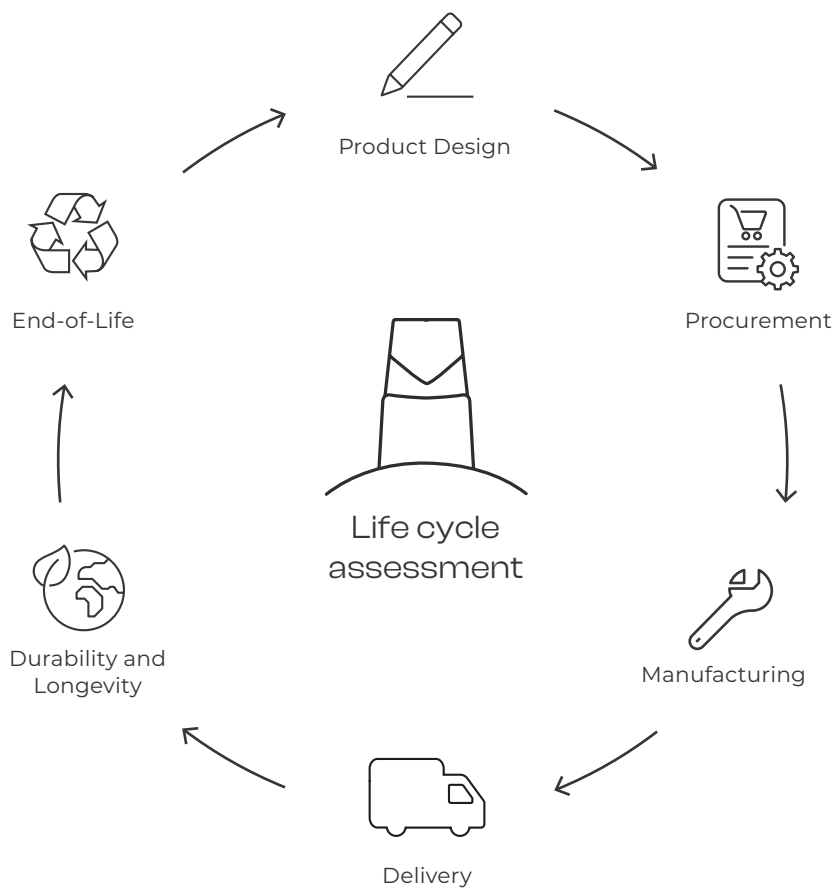 Product Design
Procurement
End-of-Life
Life cycle
assessment
Durability and
Longevity
Manufacturing
Delivery